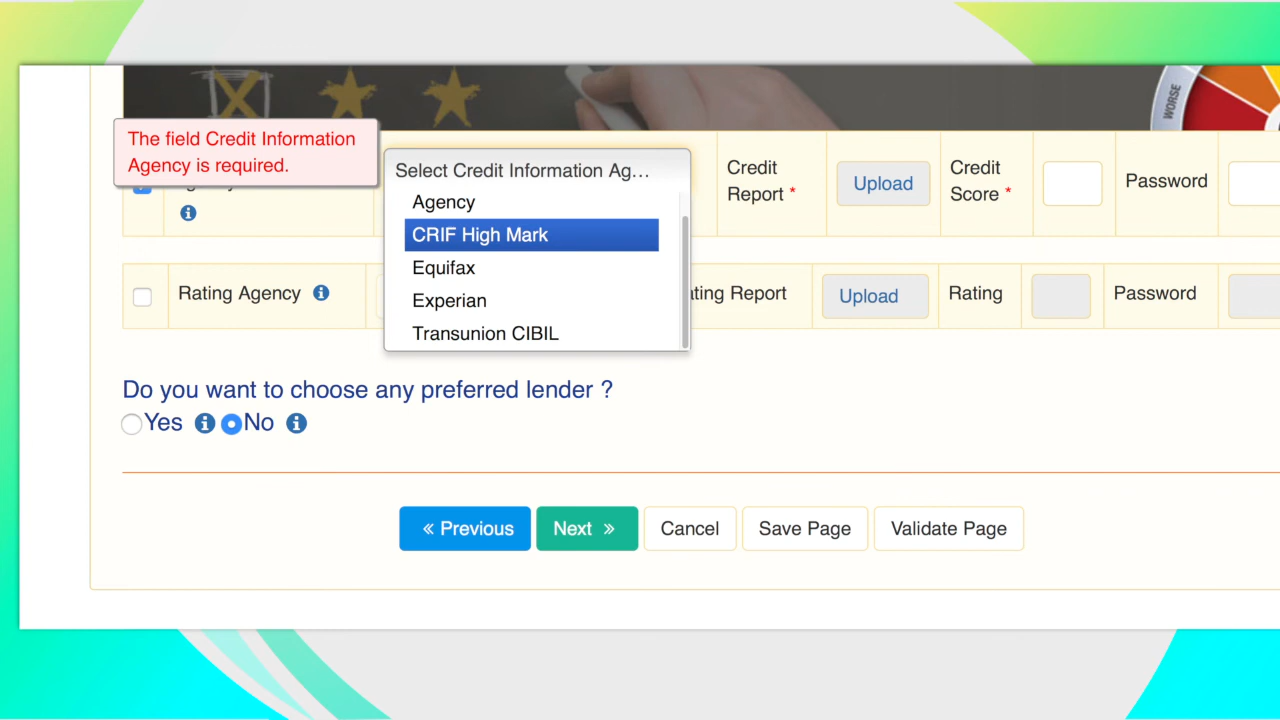 WORSE
The field Credit Information
Agency is required.
Select Credit Information Ag...
Agency
CRIF High Mark
Equifax
Experian
Transunion CIBIL
Credit
Report *
Upload
Credit
Score *
Password
Rating Agency
ting Report
Upload
Rating
Password
Do you want to choose any preferred lender ?
Yes
No
« Previous
Next »
Cancel
Save Page
Validate Page